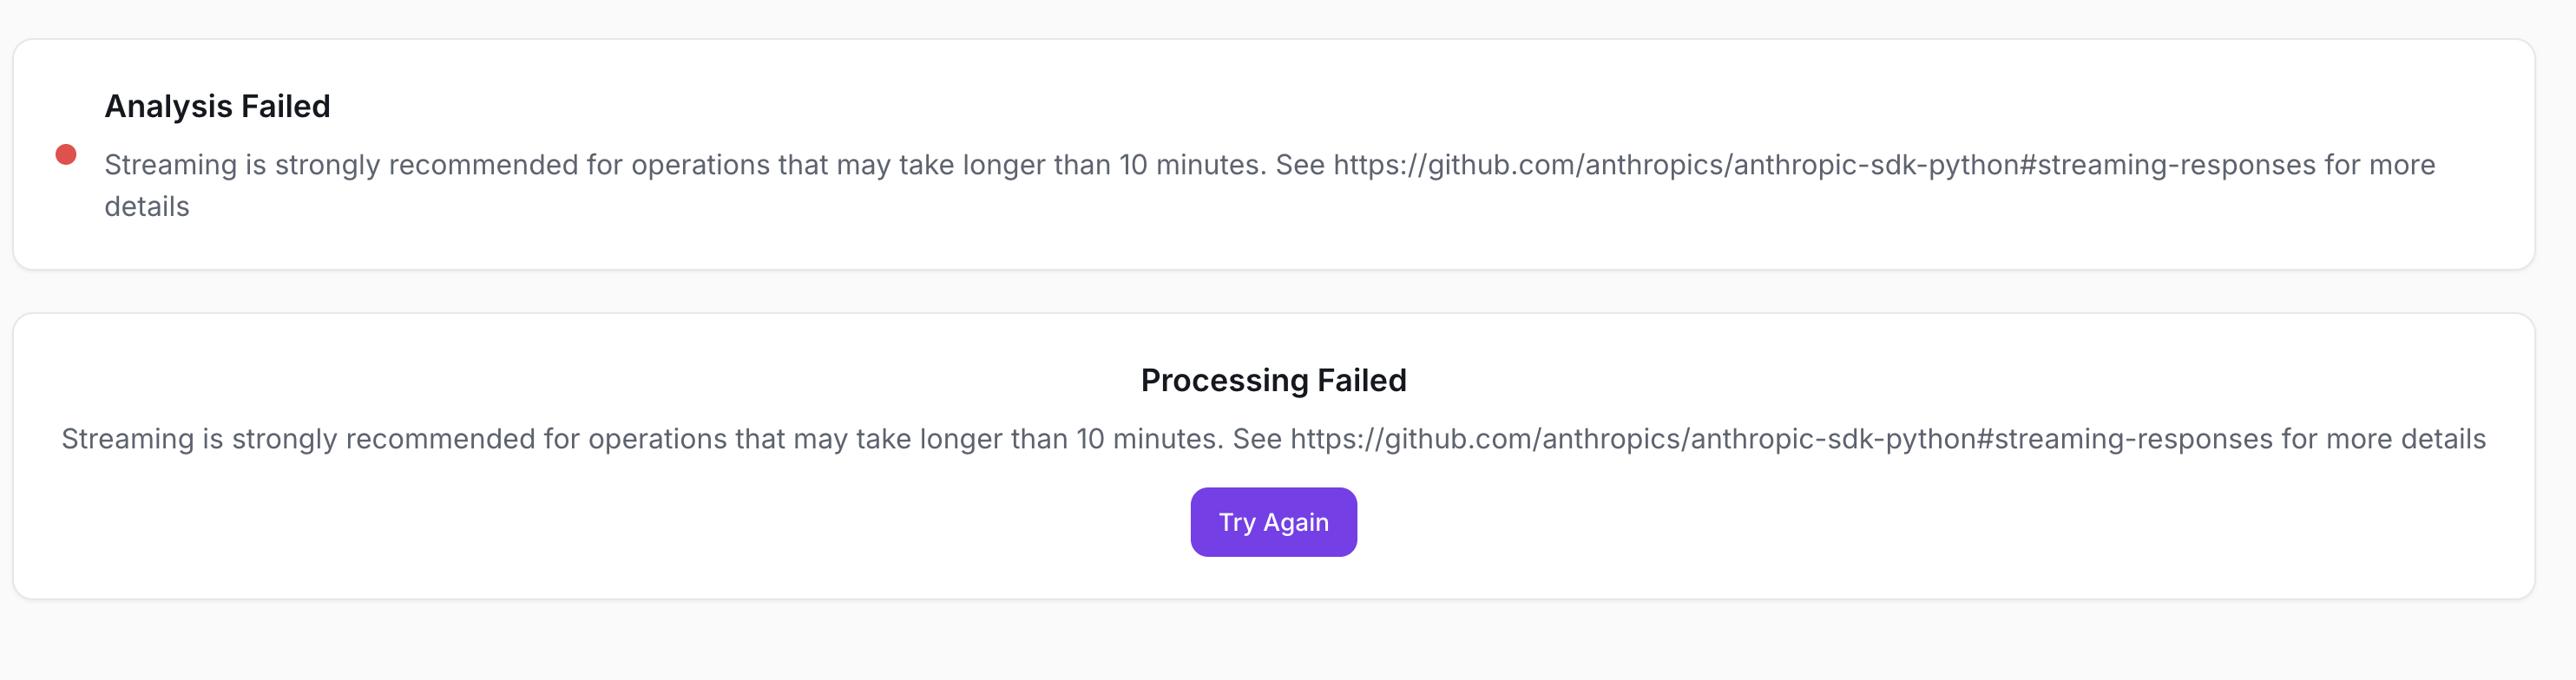 Analysis Failed
Streaming is strongly recommended for operations that may take longer than 10 minutes. See https://github.com/anthropics/anthropic-sdk-python#streaming-responses for more
details
Processing Failed
Streaming is strongly recommended for operations that may take longer than 10 minutes. See https://github.com/anthropics/anthropic-sdk-python#streaming-responses for more details
Try Again